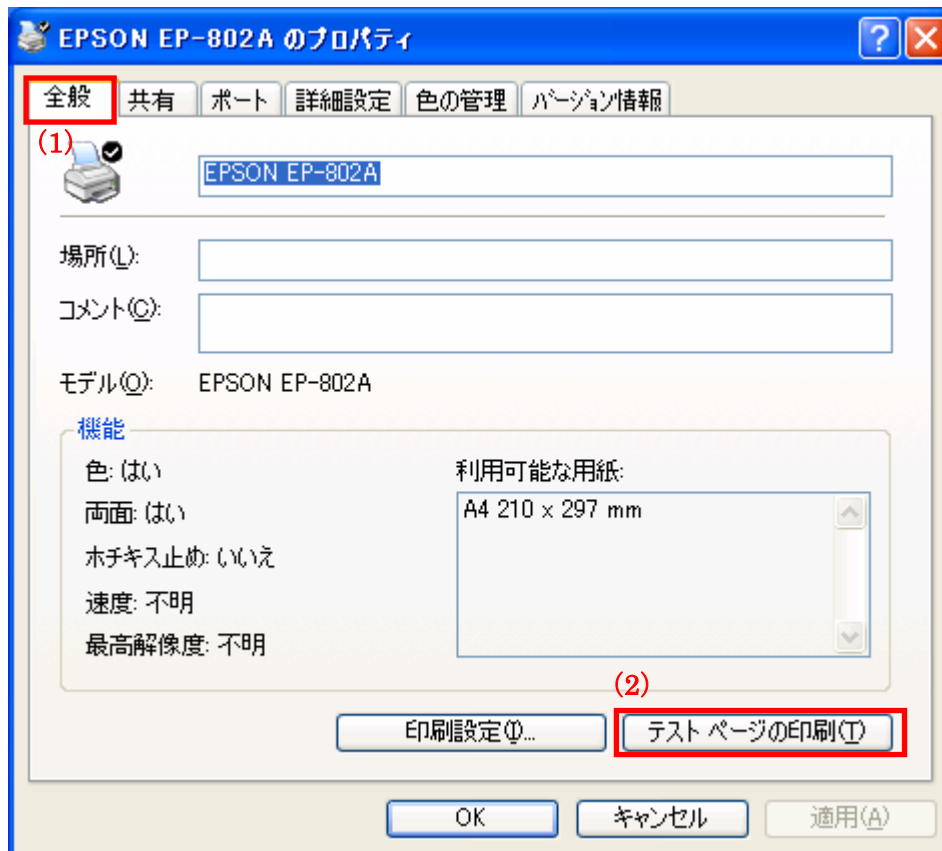 EPSON EP-802A のプロパティ
全般 共有 ポート 詳細設定 色の管理 バージョン情報
(1)
EPSON EP-802A
場所(L):
コメント(C):
モデル(O): EPSON EP-802A
機能
色: はい
利用可能な用紙:
両面: はい
A4 210 x 297 mm
ホチキス止め: いいえ
速度: 不明
最高解像度: 不明
(2)
印刷設定(I)... テスト ページの印刷(T)
OK キャンセル 適用(A)